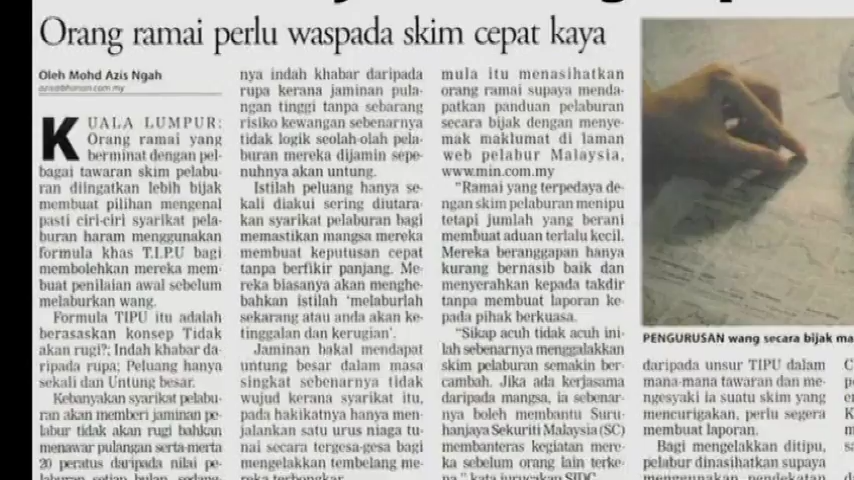 Orang ramai perlu waspada skim cepat kaya
Oleh Mohd Azis Ngah
KUALA LUMPUR:
Orang ramai yang
berminat dengan pel-
bagai tawaran skim pelabu-
ran diingatkan lebih bijak
membuat pilihan mengenal
pasti ciri-ciri syarikat pela-
buran haram menggunakan
formula khas T.I.P.U bagi
membolehkan mereka mem-
buat penilaian awal sebelum
melaburkan wang.
Formula TIPU itu adalah
berasaskan konsep Tidak
akan rugi?; Indah khabar da-
ripada rupa; Peluang hanya
sekali dan Untung besar.
Kebanyakan syarikat pelabu-
ran akan memberi jaminan pe-
labur tidak akan rugi bahkan
menawar pulangan serta-merta
20 peratus daripada nilai pe-
laburan setiap bulan, sedang-
nya indah khabar daripada
rupa kerana jaminan pula-
ngan tinggi tanpa sebarang
risiko kewangan sebenarnya
tidak logik seolah-olah pela-
buran mereka dijamin sepe-
nuhnya akan untung.
Istilah peluang hanya se-
kali diakui sering diutara-
kan syarikat pelaburan bagi
memastikan mangsa mereka
membuat keputusan cepat
tanpa berfikir panjang. Me-
reka biasanya akan menghe-
bahkan istilah 'melaburlah
sekarang atau anda akan ke-
tinggalan dan kerugian'.
Jaminan bakal mendapat
untung besar dalam masa
singkat sebenarnya tidak
wujud kerana syarikat itu,
pada hakikatnya hanya men-
jalankan satu urus niaga tu-
nai secara tergesa-gesa bagi
mengelakkan tembelang me-
reka terbongkar.
mula itu menasihatkan
orang ramai supaya menda-
patkan panduan pelaburan
secara bijak dengan menye-
mak maklumat di laman
web pelabur Malaysia,
www.min.com.my
"Ramai yang terpedaya de-
ngan skim pelaburan menipu
tetapi jumlah yang berani
membuat aduan terlalu kecil.
Mereka beranggapan hanya
kurang bernasib baik dan
menyerahkan kepada takdir
tanpa membuat laporan ke-
pada pihak berkuasa.
"Sikap acuh tidak acuh ini-
lah sebenarnya menggalakkan
skim pelaburan semakin ber-
cambah. Jika ada kerjasama
daripada mangsa, ia sebenar-
nya boleh membantu Suru-
hanjaya Sekuriti Malaysia (SC)
membanteras kegiatan mere-
ka sebelum orang lain terke-
na," kata jurucakap SIDC.
PENGURUSAN wang secara bijak ma
daripada unsur TIPU dalam
mana-mana tawaran dan me-
ngesyaki ia suatu skim yang
mencurigakan, perlu segera
membuat laporan.
Bagi mengelakkan ditipu,
pelabur dinasihatkan supaya
menggunakan pendekatan